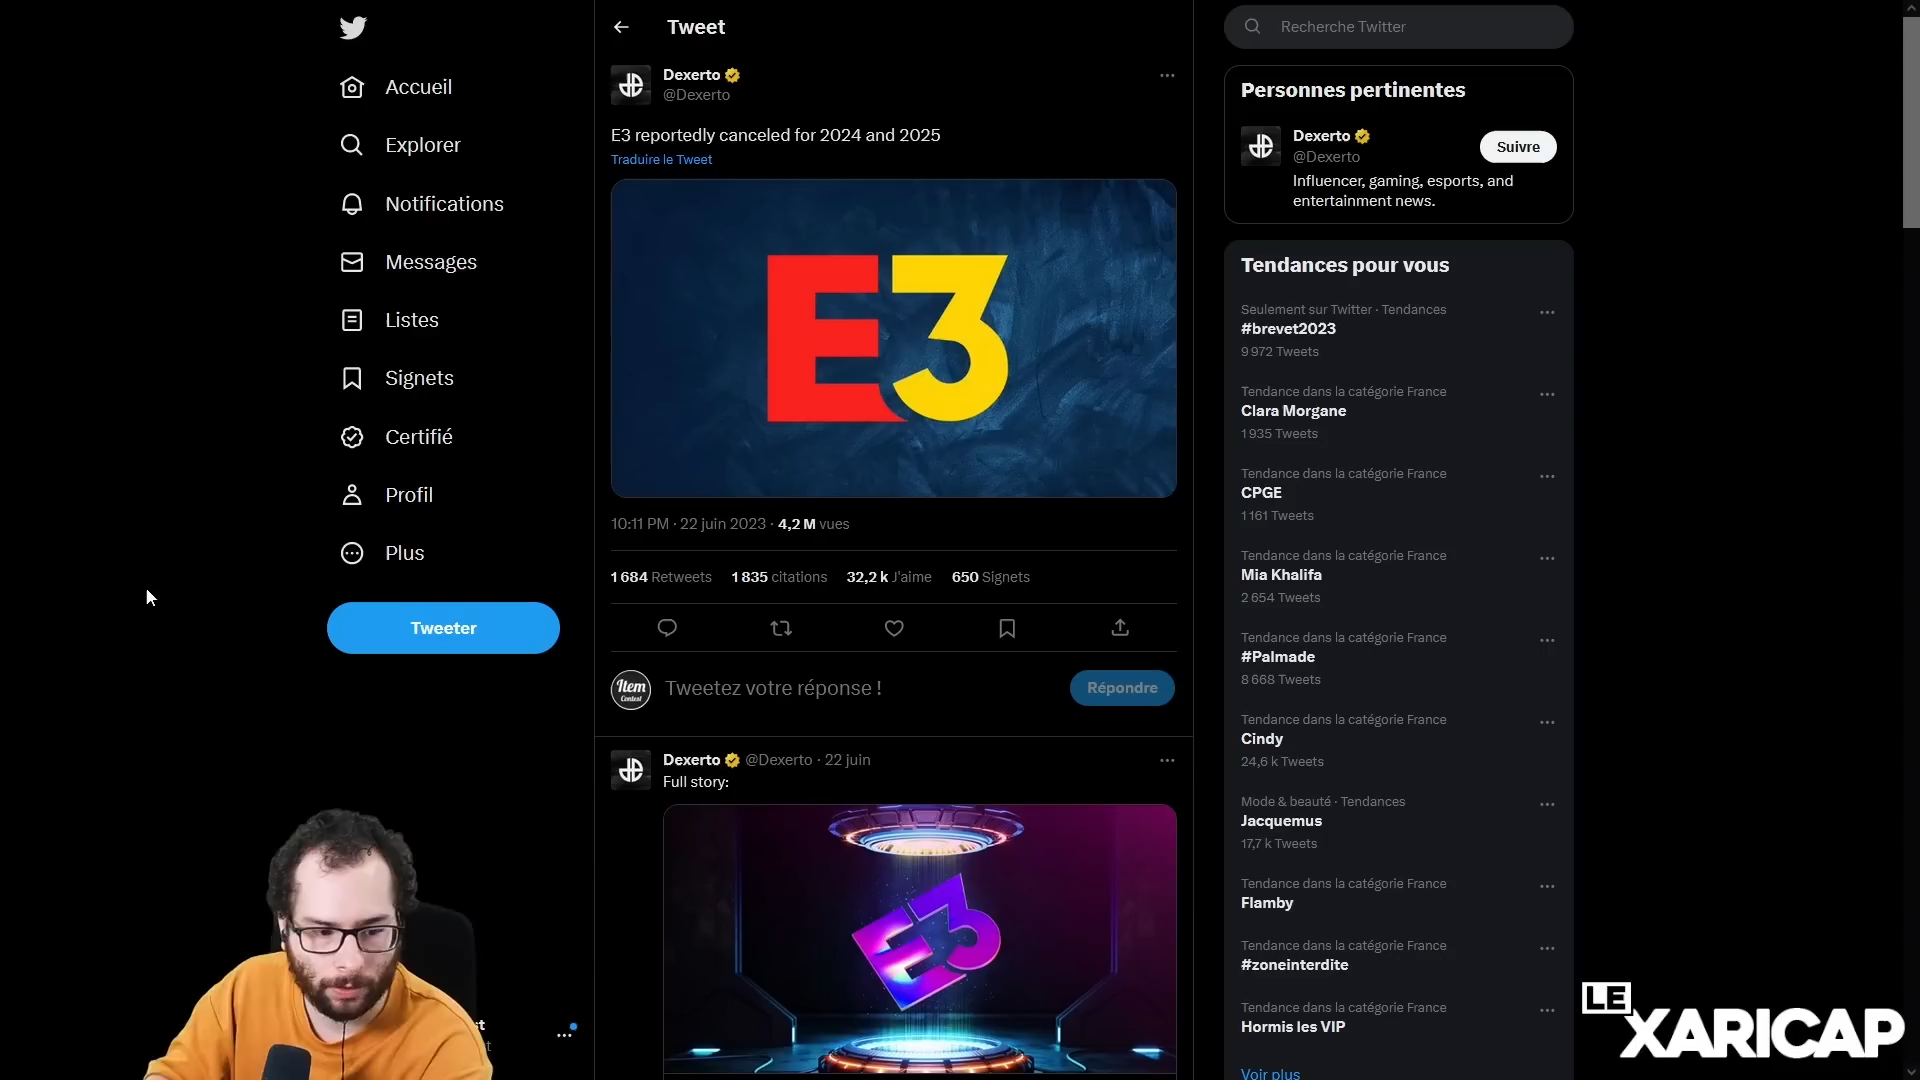 Accueil
Explorer
Notifications
Messages
Listes
Signets
Certifié
Profil
Plus
Tweeter
Tweet
Dexerto
@Dexerto
E3 reportedly canceled for 2024 and 2025
Traduire le Tweet
E3
10:11 PM · 22 juin 2023 · 4,2 M vues
1 684 Retweets 1 835 citations 32,2 k J'aime 650 Signets
Item
Contest
Tweetez votre réponse !
Répondre
Dexerto @Dexerto · 22 juin
Full story:
E3
Recherche Twitter
Personnes pertinentes
Dexerto
@Dexerto
Suivre
Influencer, gaming, esports, and
entertainment news.
Tendances pour vous
Seulement sur Twitter · Tendances
#brevet2023
9 972 Tweets
Tendance dans la catégorie France
Clara Morgane
1 935 Tweets
Tendance dans la catégorie France
CPGE
1 161 Tweets
Tendance dans la catégorie France
Mia Khalifa
2 654 Tweets
Tendance dans la catégorie France
#Palmade
8 668 Tweets
Tendance dans la catégorie France
Cindy
24,6 k Tweets
Mode & beauté · Tendances
Jacquemus
17,7 k Tweets
Tendance dans la catégorie France
Flamby
Tendance dans la catégorie France
#zoneinterdite
Tendance dans la catégorie France
Hormis les VIP
Voir plus
LE
XARICAP